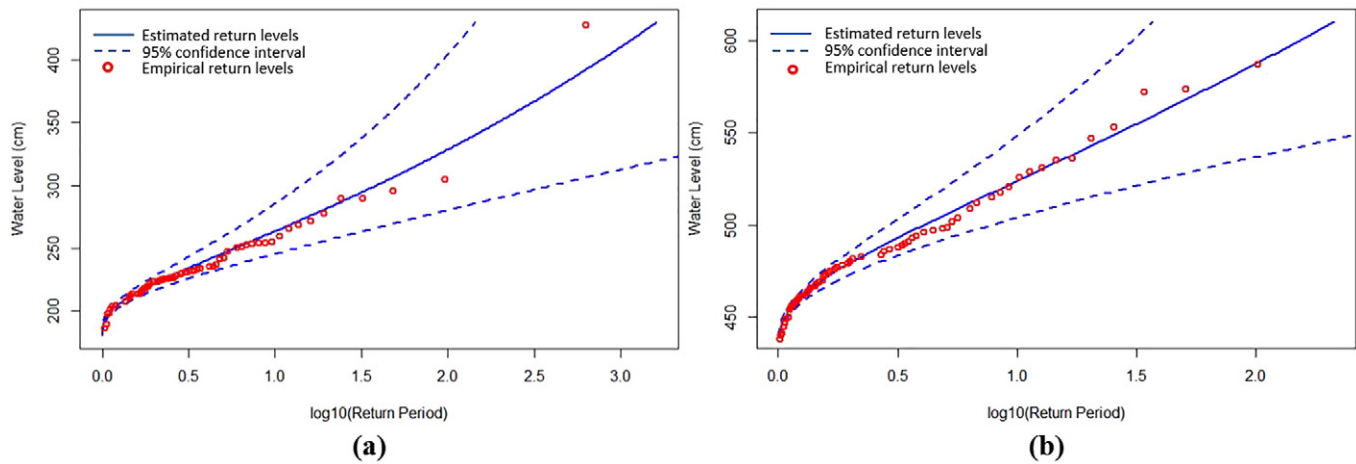 Estimated return levels
95% confidence interval
Empirical return levels
Water Level (cm)
400
350
300
250
200
0.0 0.5 1.0 1.5 2.0 2.5 3.0
log10(Return Period)
(a)
Estimated return levels
95% confidence interval
Empirical return levels
Water Level (cm)
600
550
500
450
0.0 0.5 1.0 1.5 2.0
log10(Return Period)
(b)